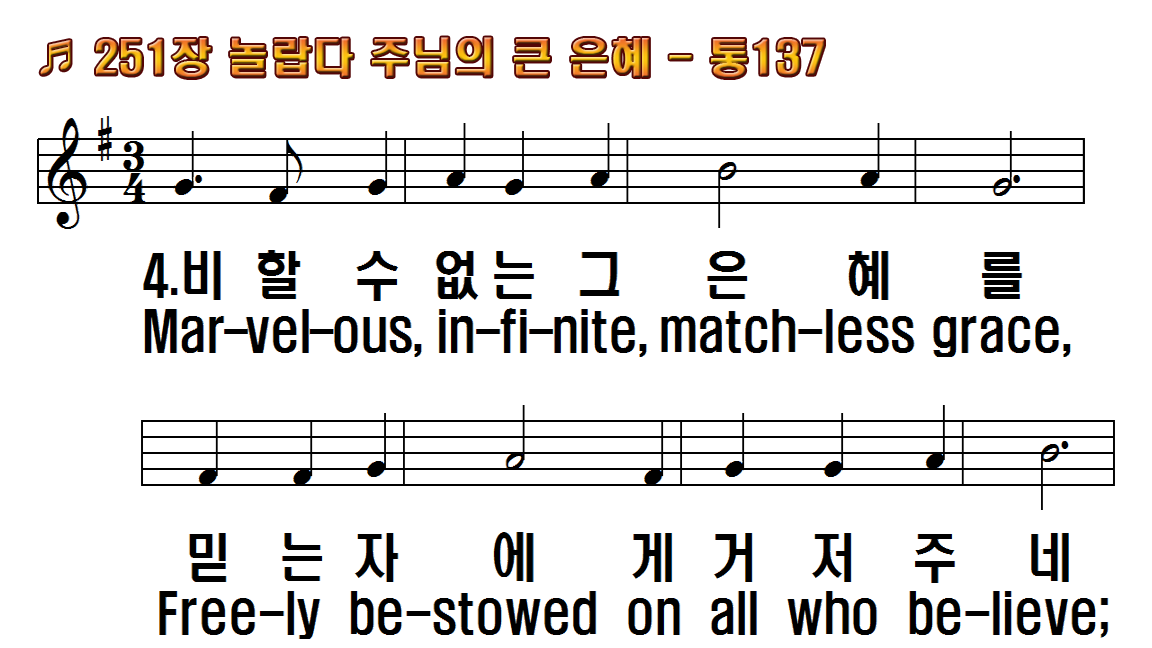 ♬ 251장 놀랍다 주님의 큰 은혜 - 통137
4.비 할 수 없 는 그 은 혜 를
Mar-vel-ous, in-fi-nite, match-less grace,
믿 는 자 에 게 거 저 주 네
Free-ly be-stowed on all who be-lieve;